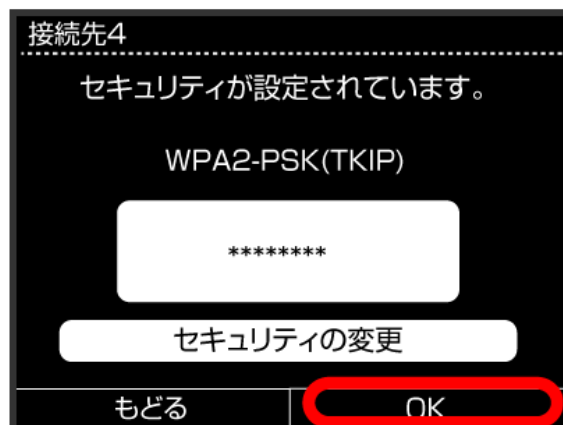 接続先4
セキュリティが設定されています。
WPA2-PSK(TKIP)
********
セキュリティの変更
もどる
OK